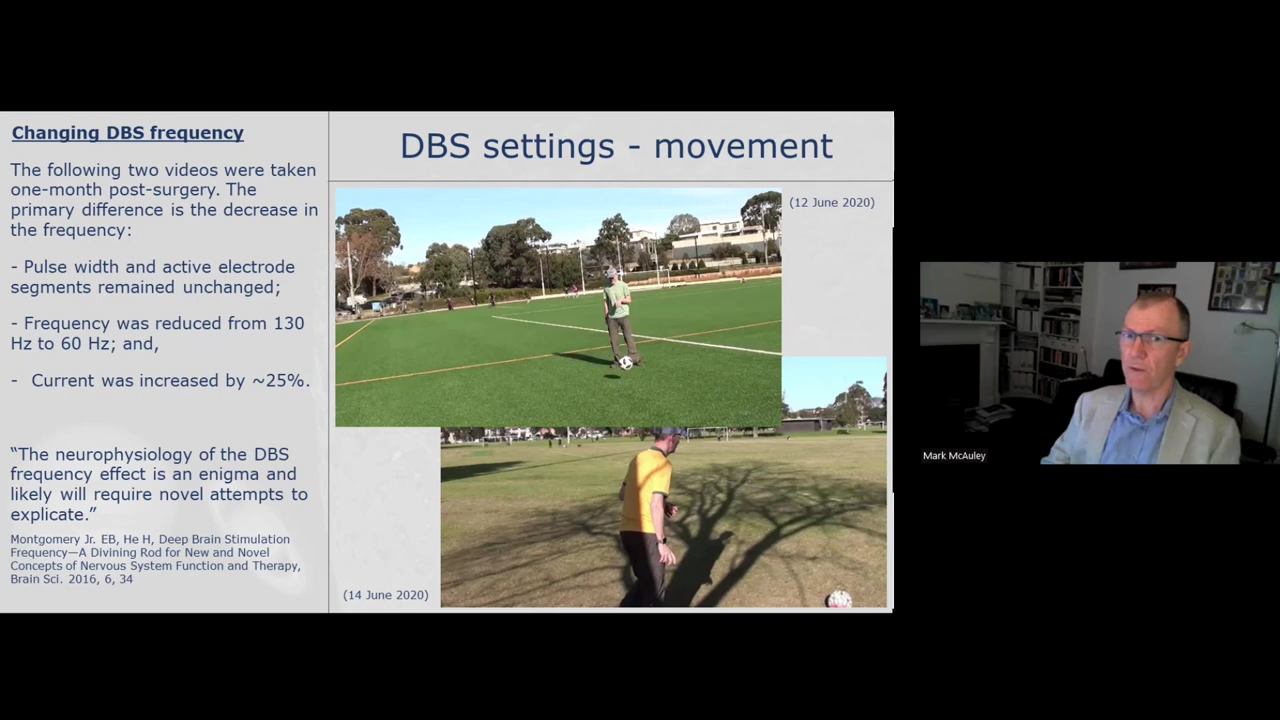 Changing DBS frequency
The following two videos were taken
one-month post-surgery. The
primary difference is the decrease in
the frequency:
- Pulse width and active electrode
segments remained unchanged;
- Frequency was reduced from 130
Hz to 60 Hz; and,
- Current was increased by ~25%.
“The neurophysiology of the DBS
frequency effect is an enigma and
likely will require novel attempts to
explicate.”
Montgomery Jr. EB, He H, Deep Brain Stimulation
Frequency—A Divining Rod for New and Novel
Concepts of Nervous System Function and Therapy,
Brain Sci. 2016, 6, 34
DBS settings - movement
(12 June 2020)
(14 June 2020)
Mark McAuley